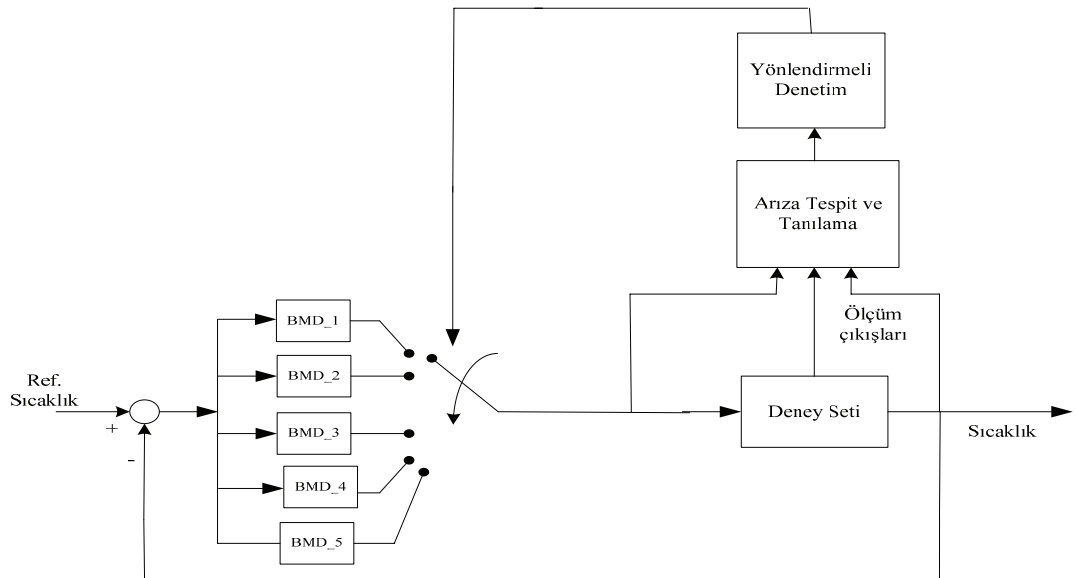 Yönlendirmeli
Denetim
Arıza Tespit ve
Tanılama
Ölçüm
çıkışları
BMD_1
BMD_2
BMD_3
BMD_4
BMD_5
Ref.
Sıcaklık
+
-
Deney Seti
Sıcaklık